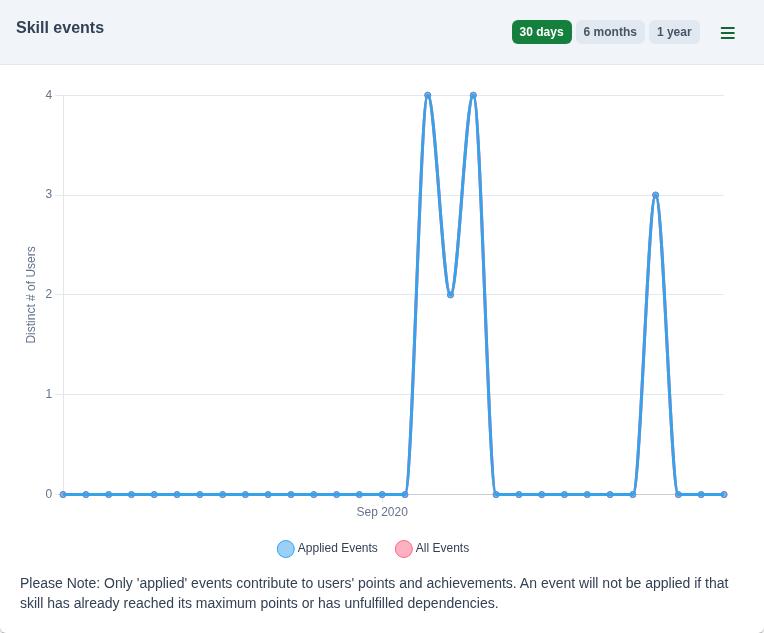 Skill events
30 days 6 months 1 year
4
3
2
1
0
Distinct # of Users
Sep 2020
Applied Events All Events
Please Note: Only 'applied' events contribute to users' points and achievements. An event will not be applied if that
skill has already reached its maximum points or has unfulfilled dependencies.